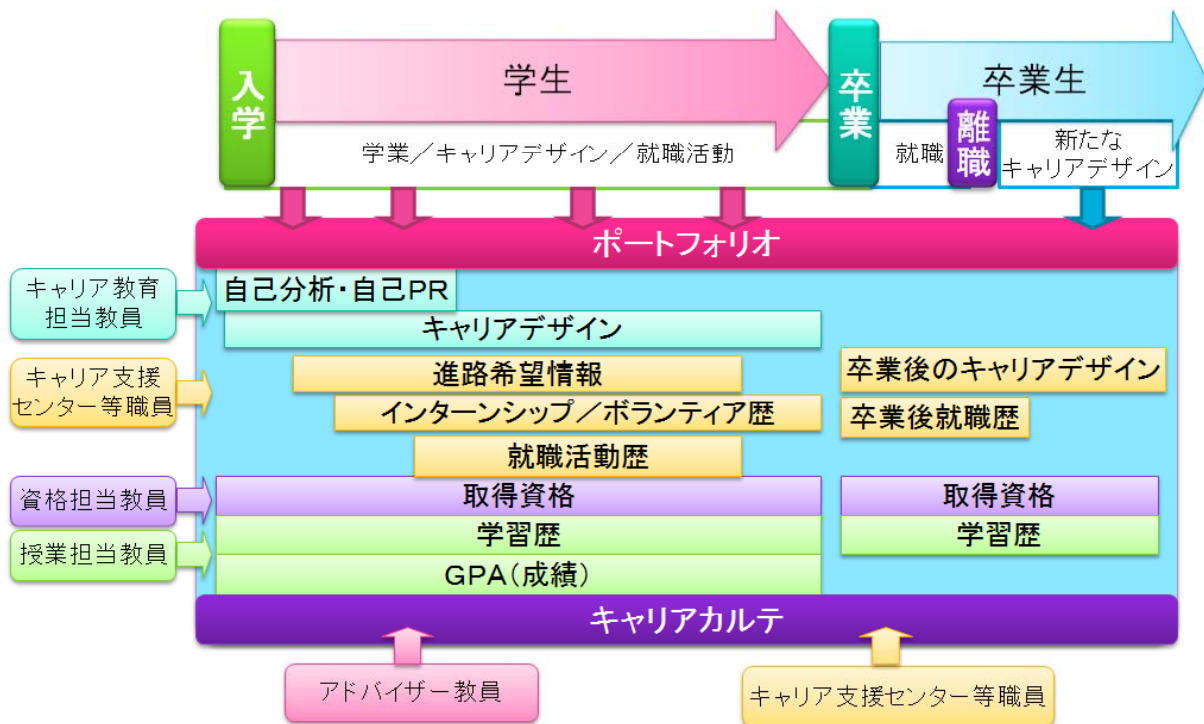 入学
学生
卒業
卒業生
学業／キャリアデザイン／就職活動
就職
離職
新たな
キャリアデザイン
ポートフォリオ
キャリア教育
担当教員
自己分析・自己PR
キャリアデザイン
キャリア支援
センター等職員
進路希望情報
卒業後のキャリアデザイン
インターンシップ／ボランティア歴
卒業後就職歴
就職活動歴
資格担当教員
取得資格
取得資格
授業担当教員
学習歴
学習歴
GPA（成績）
キャリアカルテ
アドバイザー教員
キャリア支援センター等職員